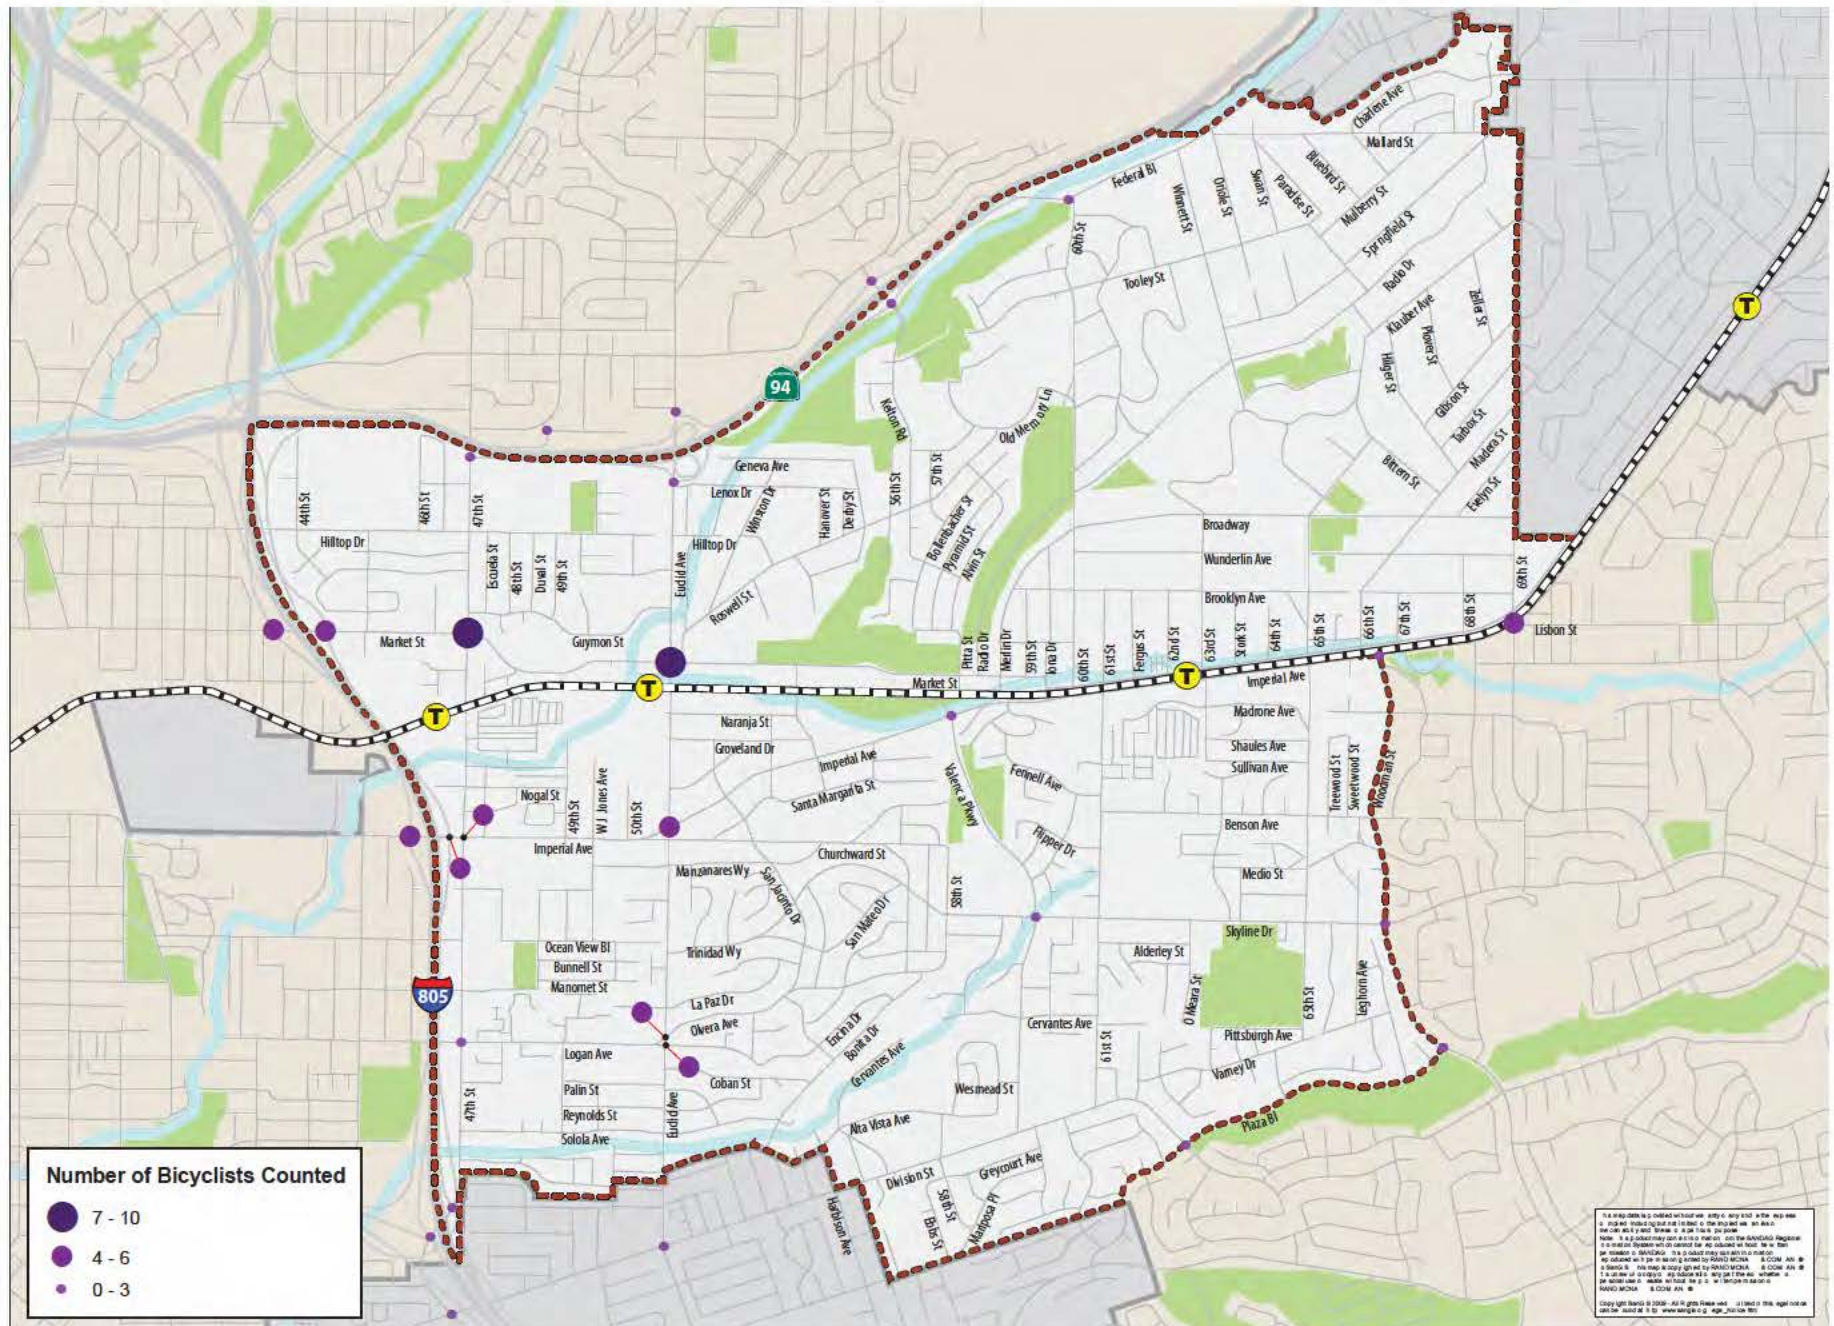 Charlene Ave
Mallard St
Federal Bl
Winnett St
Oriole St
Swan St
Paradise St
Bluebird St
Mulberry St
Springfield St
60th St
Tooley St
Radio Dr
Klauber Ave
Zeller St
Plover St
Hilger St
Gibson St
Tarbox St
Madera St
Bittern St
Evelyn St
T
94
Kelton Rd
Old Memory Ln
Geneva Ave
Lenox Dr
Winston Dr
Hanover St
Derby St
56th St
57th St
44th St
46th St
47th St
Hilltop Dr
Hilltop Dr
Bollenbacher St
Pyramid St
Alvin St
Broadway
Wunderlin Ave
Escuela St
48th St
Duval St
49th St
Euclid Ave
Roswell St
Brooklyn Ave
69th St
Market St
Guymon St
Pitta St
Radio Dr
Merlin Dr
59th St
Iona Dr
60th St
61st St
Fergus St
62nd St
63rd St
Stork St
64th St
65th St
66th St
67th St
68th St
Lisbon St
T
T
T
Market St
Imperial Ave
Naranja St
Groveland Dr
Imperial Ave
Santa Margarita St
Madrone Ave
Shaules Ave
Sullivan Ave
Treewood St
Sweetwood St
Woodman St
Nogal St
49th St
WJ Jones Ave
50th St
Valencia Pkwy
Fennell Ave
Flipper Dr
Benson Ave
Imperial Ave
Churchward St
Manzanares Wy
San Jacinto Dr
San Mateo Dr
58th St
Medio St
Ocean View Bl
Bunnell St
Manomet St
Trinidad Wy
Skyline Dr
Alderley St
O Meara St
65th St
Leghorn Ave
805
La Paz Dr
Olvera Ave
Encina Dr
Bonita Dr
Cervantes Ave
Cervantes Ave
61st St
Pittsburgh Ave
Logan Ave
Coban St
Varney Dr
47th St
Palin St
Reynolds St
Solola Ave
Euclid Ave
Wesmead St
Alta Vista Ave
Plaza Bl
Division St
Greycourt Ave
58th St
Ebbs St
Mariposa Pl
Harbison Ave
Number of Bicyclists Counted
7 - 10
4 - 6
0 - 3